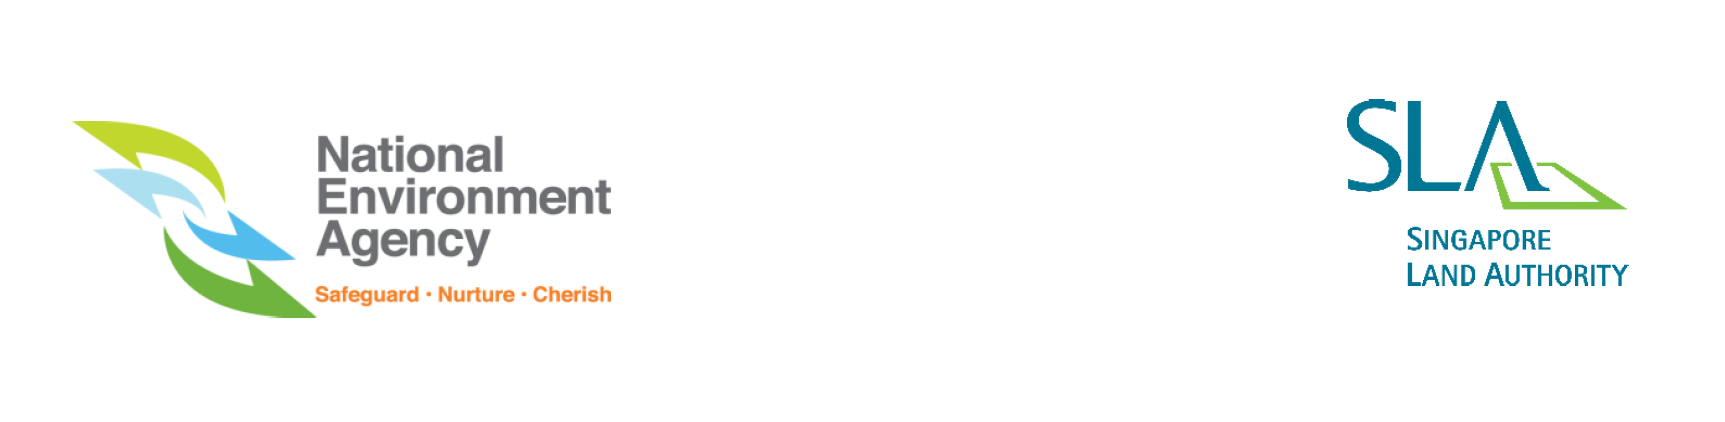 National
Environment
Agency
Safeguard · Nurture · Cherish
SLA
SINGAPORE
LAND AUTHORITY